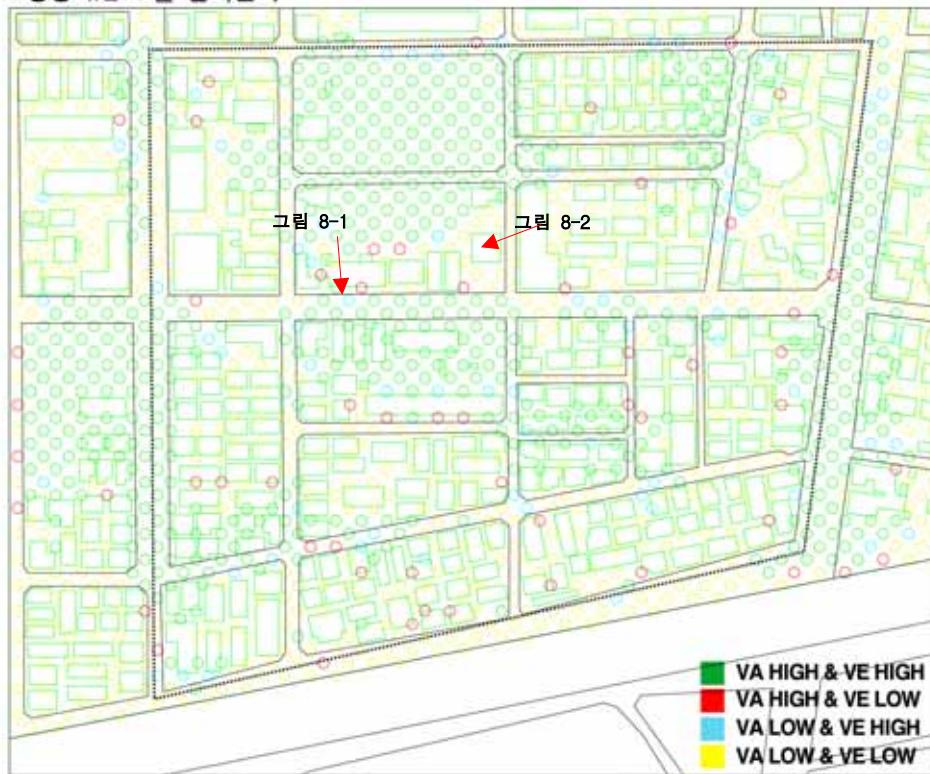 그림 8-1
그림 8-2
VA HIGH & VE HIGH
VA HIGH & VE LOW
VA LOW & VE HIGH
VA LOW & VE LOW